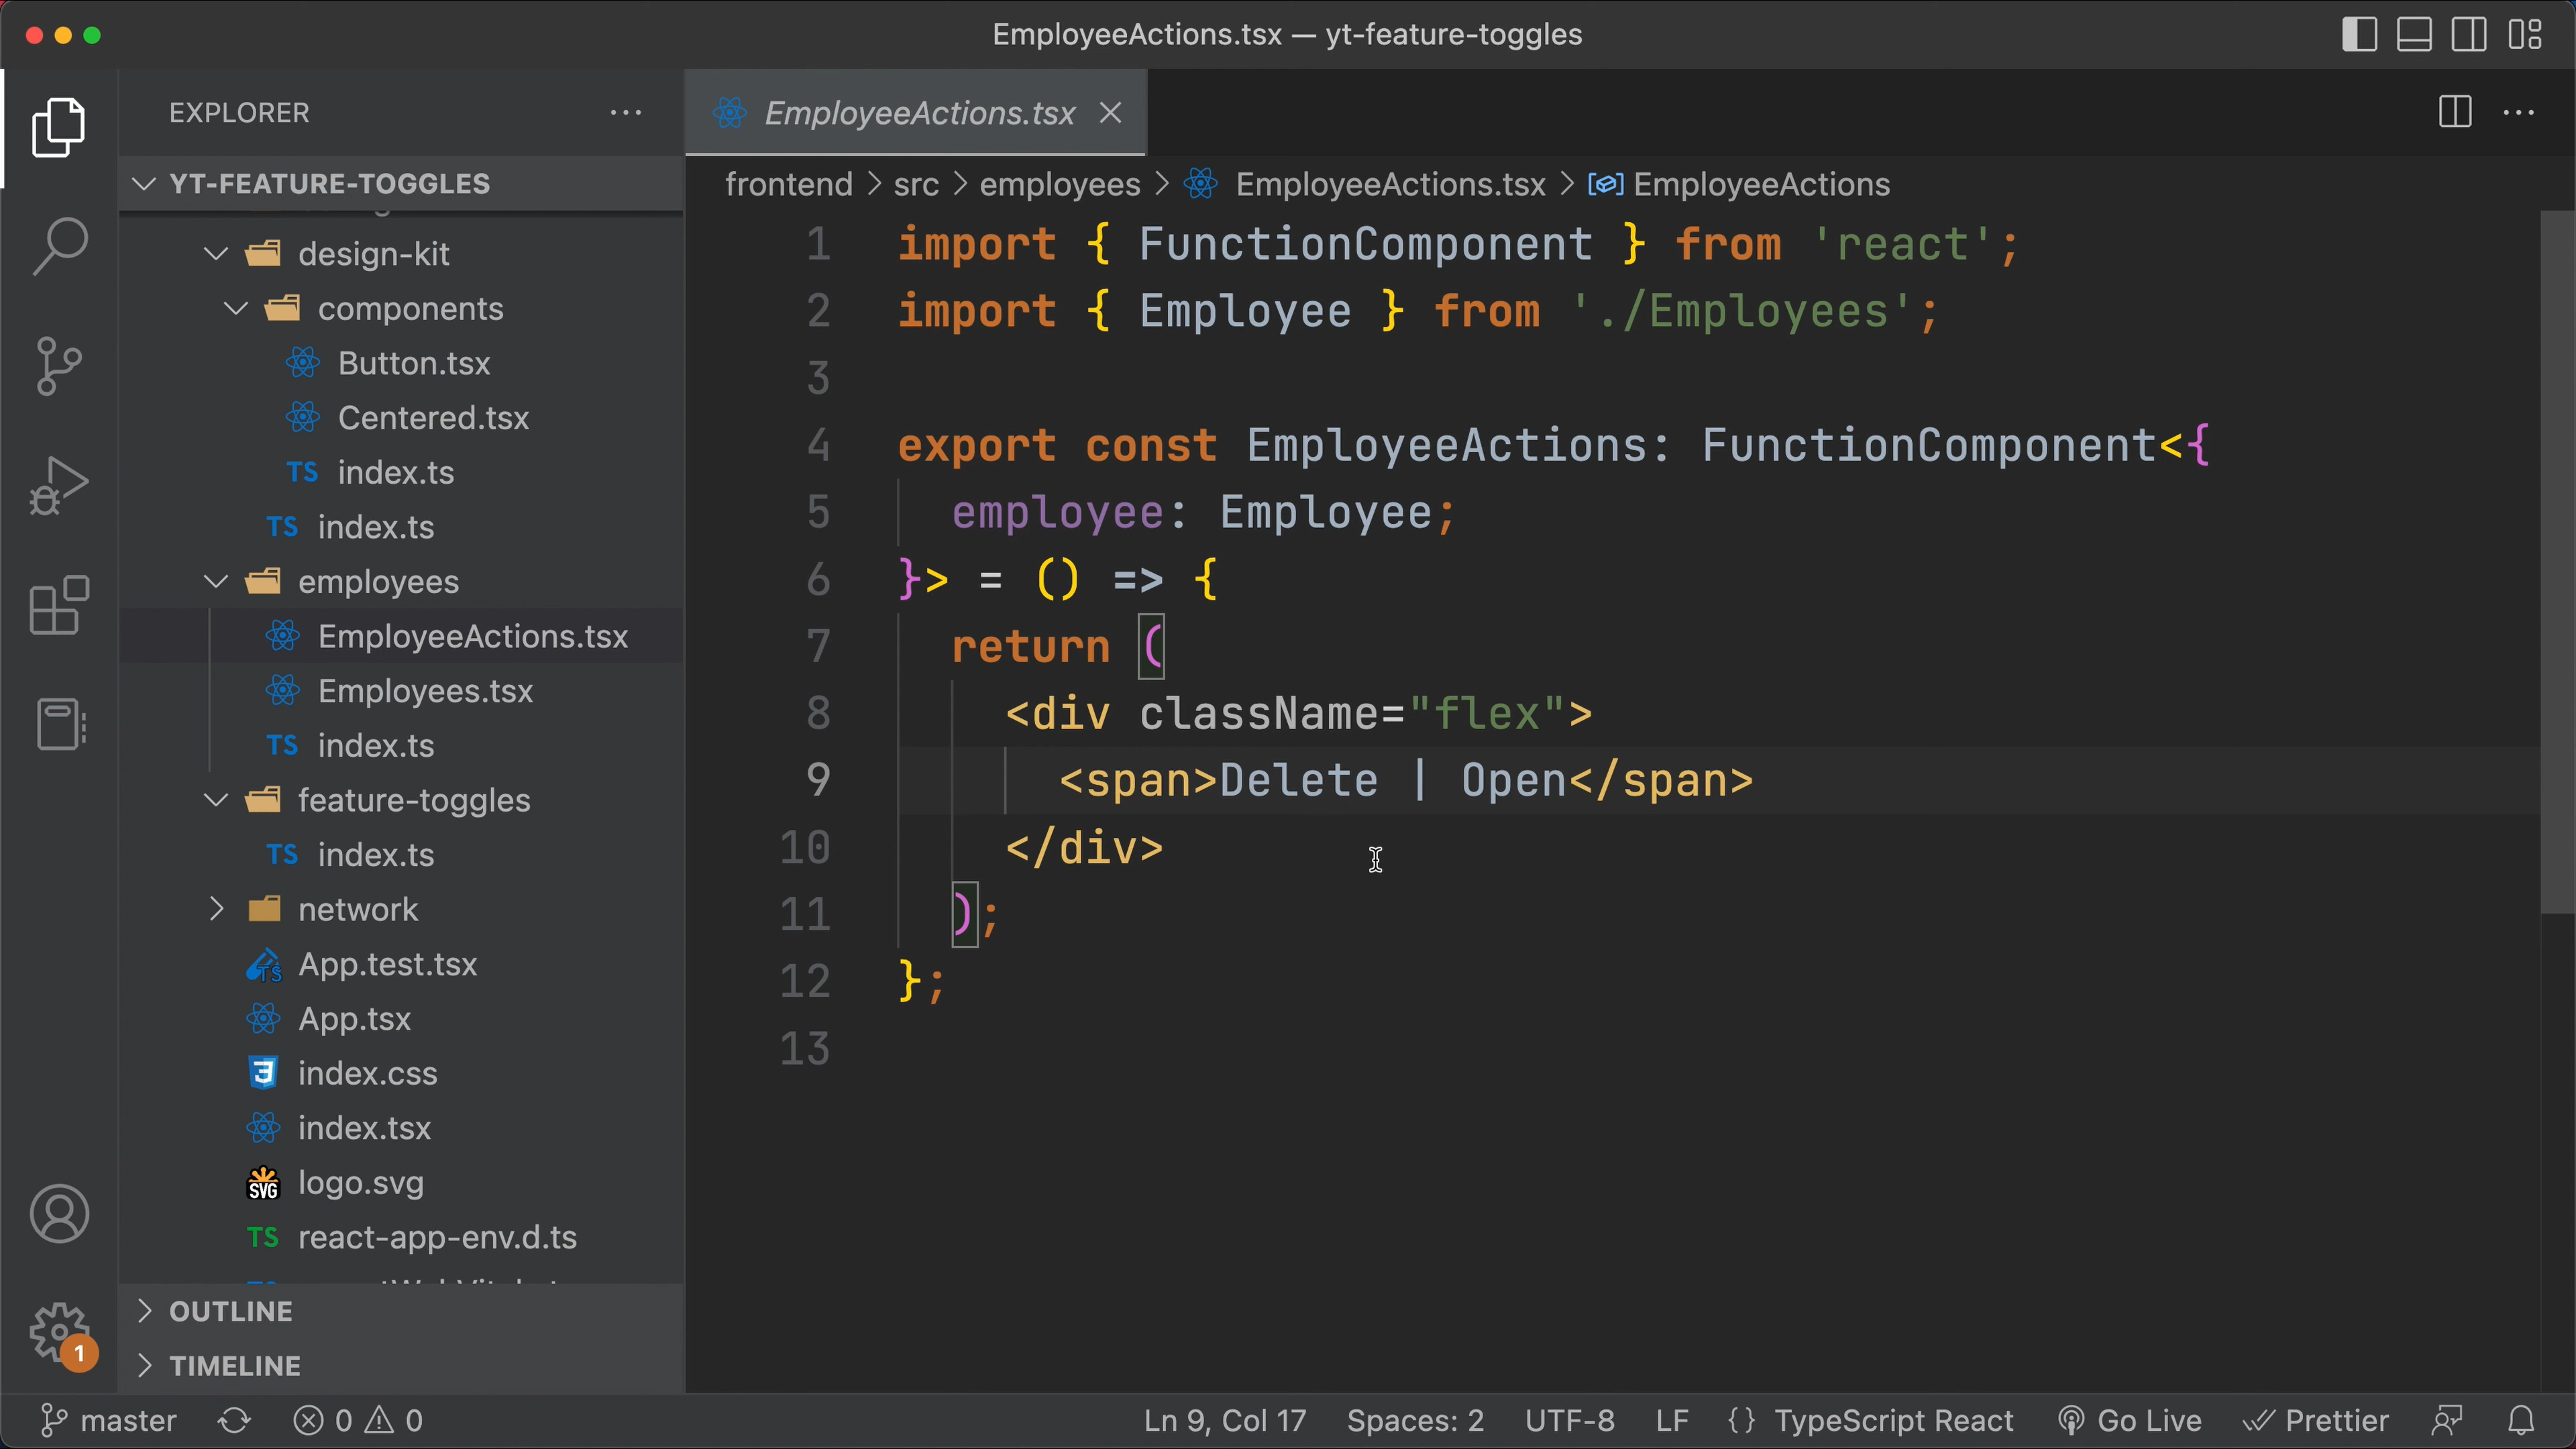 EmployeeActions.tsx — yt-feature-toggles
EXPLORER
YT-FEATURE-TOGGLES
design-kit
components
Button.tsx
Centered.tsx
TS index.ts
TS index.ts
employees
EmployeeActions.tsx
Employees.tsx
TS index.ts
feature-toggles
TS index.ts
network
TS App.test.tsx
App.tsx
3 index.css
index.tsx
SVG logo.svg
TS react-app-env.d.ts
OUTLINE
TIMELINE
1
EmployeeActions.tsx
frontend > src > employees > EmployeeActions.tsx > EmployeeActions
1 import { FunctionComponent } from 'react';
2 import { Employee } from './Employees';
3
4 export const EmployeeActions: FunctionComponent<{
5 employee: Employee;
6 }> = () => {
7 return (
8 <div className="flex">
9 <span>Delete | Open</span>
10 </div>
11 );
12 };
13
master 0 0 Ln 9, Col 17 Spaces: 2 UTF-8 LF {} TypeScript React Go Live Prettier